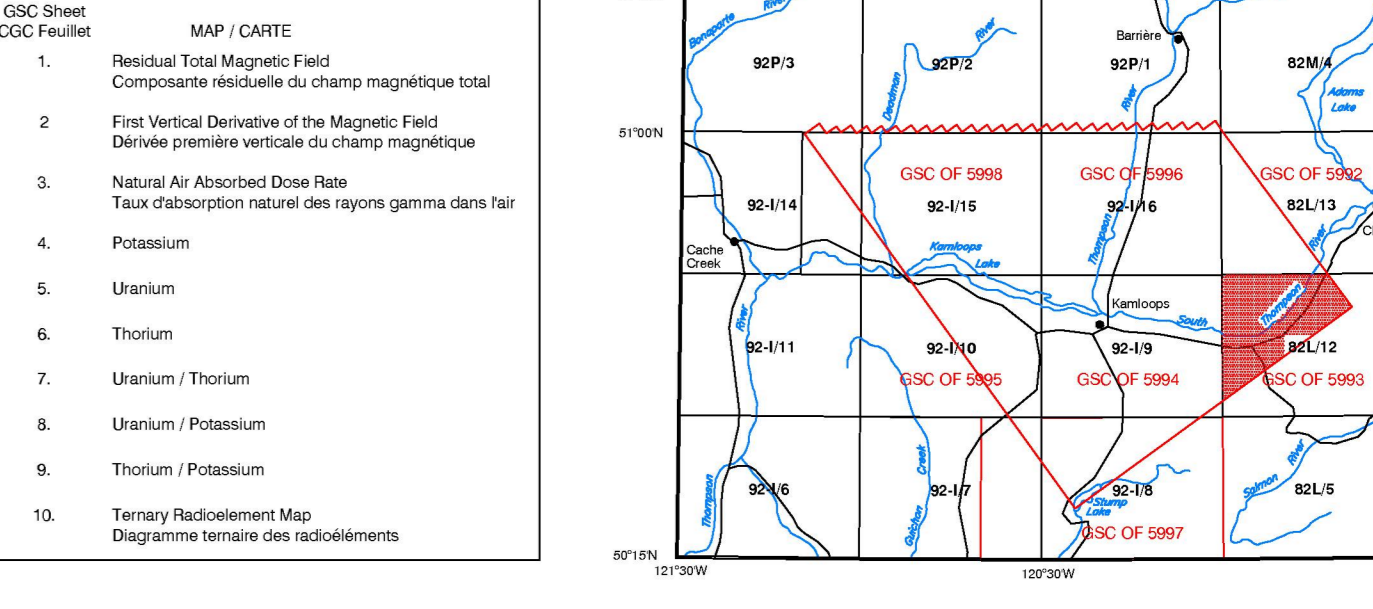 GSC Sheet
CGC Feuillet
MAP / CARTE
1.
Residual Total Magnetic Field
Composante résiduelle du champ magnétique total
2
First Vertical Derivative of the Magnetic Field
Dérivée première verticale du champ magnétique
3.
Natural Air Absorbed Dose Rate
Taux d'absorption naturel des rayons gamma dans l'air
4.
Potassium
5.
Uranium
6.
Thorium
7.
Uranium / Thorium
8.
Uranium / Potassium
9.
Thorium / Potassium
10.
Ternary Radioelement Map
Diagramme ternaire des radioéléments
Bonaparte
River
River
Barrière
92P/3
92P/2
92P/1
82M/4
Deadman
River
Adams
Lake
51°00'N
GSC OF 5998
GSC OF 5996
GSC OF 5992
92-I/14
92-I/15
92-I/16
82L/13
Thompson
River
Cache
Creek
Kamloops
Lake
Kamloops
South
Thompson
River
92-I/11
92-I/10
92-I/9
82L/12
GSC OF 5995
GSC OF 5994
GSC OF 5993
Thompson
92-I/6
Guichon
Creek
92-I/7
92-I/8
Stump
Lake
Salmon
River
82L/5
GSC OF 5997
50°15'N
121°30'W
120°30'W